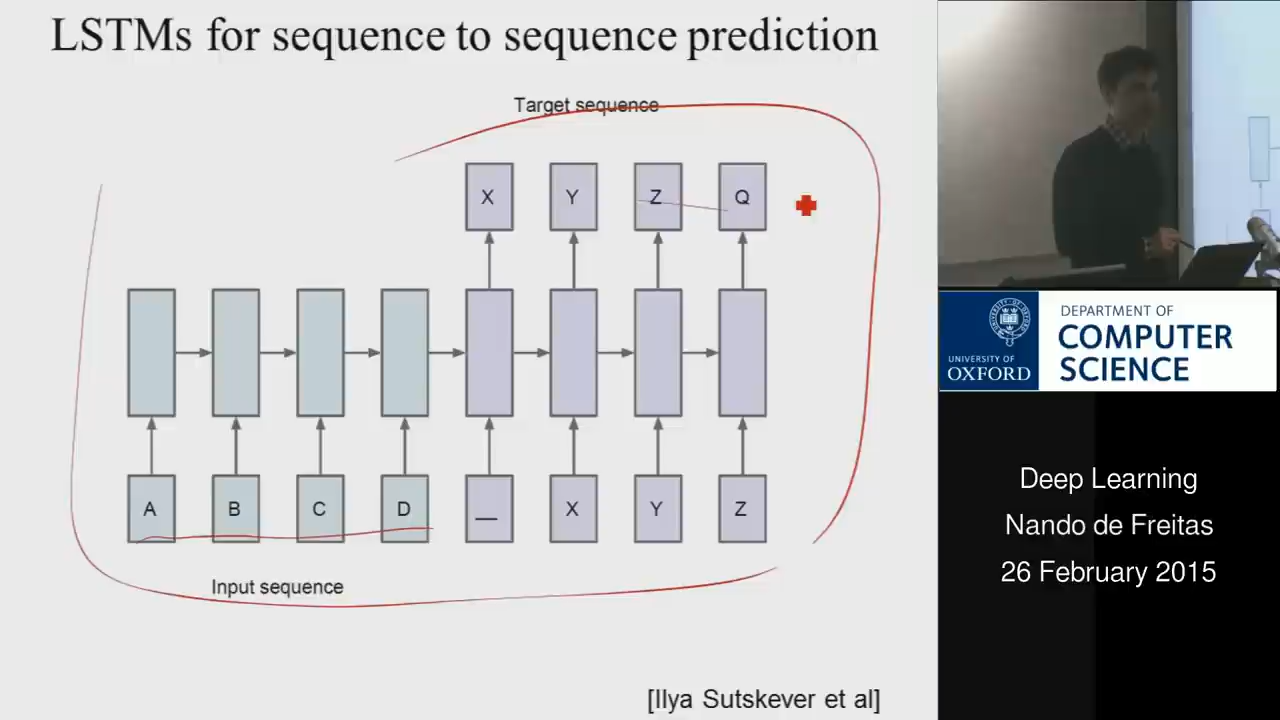 LSTMs for sequence to sequence prediction
Target sequence
X Y Z Q
A B C D __ X Y Z
Input sequence
[Ilya Sutskever et al]
UNIVERSITY OF
OXFORD
DEPARTMENT OF
COMPUTER
SCIENCE
Deep Learning
Nando de Freitas
26 February 2015